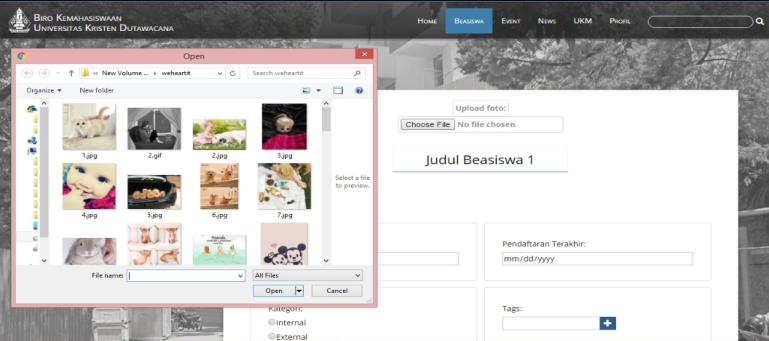 BIRO KEMAHASISWAAN
UNIVERSITAS KRISTEN DUTAWACANA
HOME
BEASISWA
EVENT
NEWS
UKM
PROFIL
Open
« New Volume ... ▸ weheartit
Search weheartit
Organize
New folder
1.jpg
2.gif
2.jpg
3.jpg
4.jpg
5.jpg
6.jpg
7.jpg
Select a file
to preview.
File name:
All Files
Open
Cancel
Upload foto:
Choose File No file chosen
Judul Beasiswa 1
Pendaftaran Terakhir:
mm/dd/yyyy
Kategori:
Internal
External
Tags: